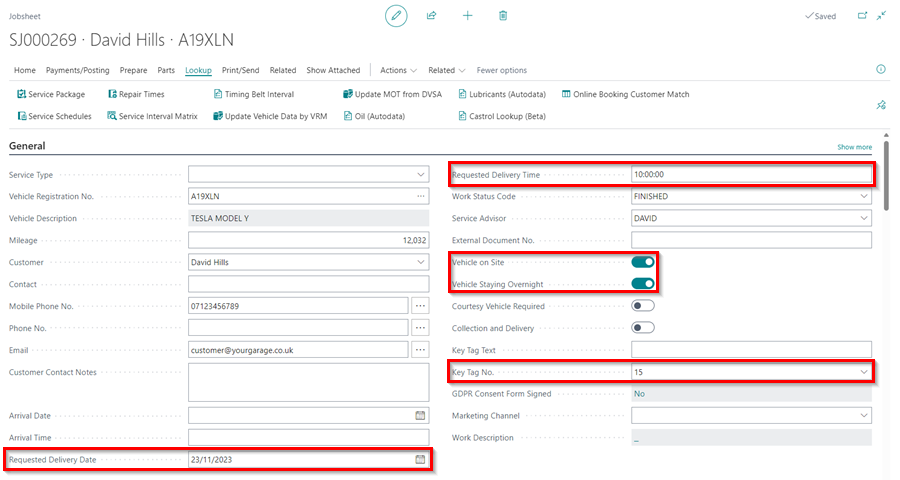 Jobsheet
Saved
SJ000269 · David Hills · A19XLN
Home Payments/Posting Prepare Parts Lookup Print/Send Related Show Attached Actions Related Fewer options
Service Package Repair Times Timing Belt Interval Update MOT from DVSA Lubricants (Autodata) Online Booking Customer Match
Service Schedules Service Interval Matrix Update Vehicle Data by VRM Oil (Autodata) Castrol Lookup (Beta)
General Show more
Service Type
Vehicle Registration No. A19XLN
Vehicle Description TESLA MODEL Y
Mileage 12,032
Customer David Hills
Contact
Mobile Phone No. 07123456789
Phone No.
Email customer@yourgarage.co.uk
Customer Contact Notes
Arrival Date
Arrival Time
Requested Delivery Date 23/11/2023
Requested Delivery Time 10:00:00
Work Status Code FINISHED
Service Advisor DAVID
External Document No.
Vehicle on Site
Vehicle Staying Overnight
Courtesy Vehicle Required
Collection and Delivery
Key Tag Text
Key Tag No. 15
GDPR Consent Form Signed No
Marketing Channel
Work Description _